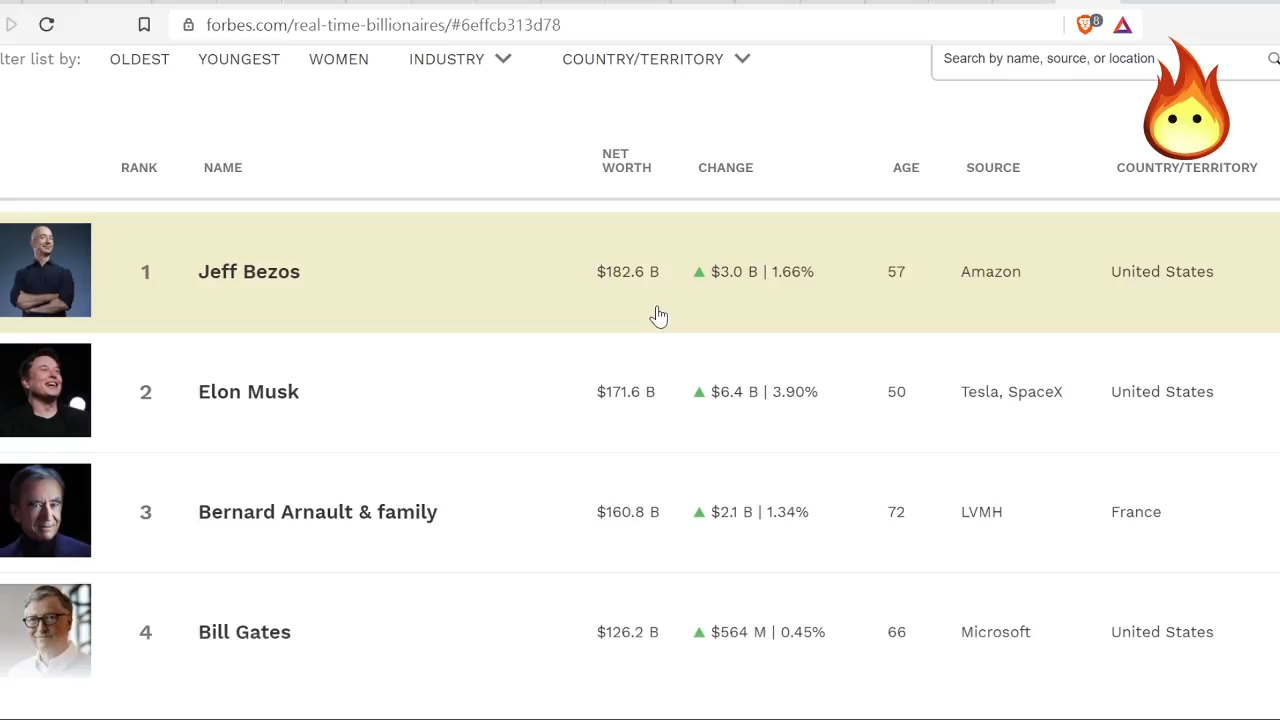 forbes.com/real-time-billionaires/#6effcb313d78
8
lter list by: OLDEST YOUNGEST WOMEN INDUSTRY COUNTRY/TERRITORY Search by name, source, or location
RANK NAME NET WORTH CHANGE AGE SOURCE COUNTRY/TERRITORY
1 Jeff Bezos $182.6 B $3.0 B | 1.66% 57 Amazon United States
2 Elon Musk $171.6 B $6.4 B | 3.90% 50 Tesla, SpaceX United States
3 Bernard Arnault & family $160.8 B $2.1 B | 1.34% 72 LVMH France
4 Bill Gates $126.2 B $564 M | 0.45% 66 Microsoft United States